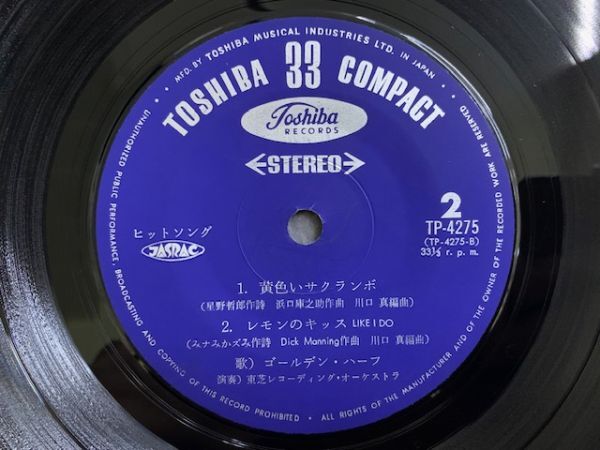 MFD. BY TOSHIBA MUSICAL INDUSTRIES LTD. IN JAPAN
TOSHIBA 33 COMPACT
Toshiba
RECORDS
STEREO
2
TP-4275
(TP-4275-B)
33⅓ r. p. m.
ヒットソング
JASRAC
1. 黄色いサクランボ
(星野哲郎作詩 浜口庫之助作曲 川口 真編曲)
2. レモンのキッス LIKE I DO
(みナみカズみ作詩 Dick Manning作曲 川口 真編曲)
歌) ゴールデン・ハーフ
演奏)東芝レコーディング・オーケストラ
UNAUTHORIZED PUBLIC PERFORMANCE, BROADCASTING AND COPYING OF THIS RECORD PROHIBITED • ALL RIGHTS OF THE MANUFACTURER AND OF THE OWNER OF THE RECORDED WORK ARE RESERVED